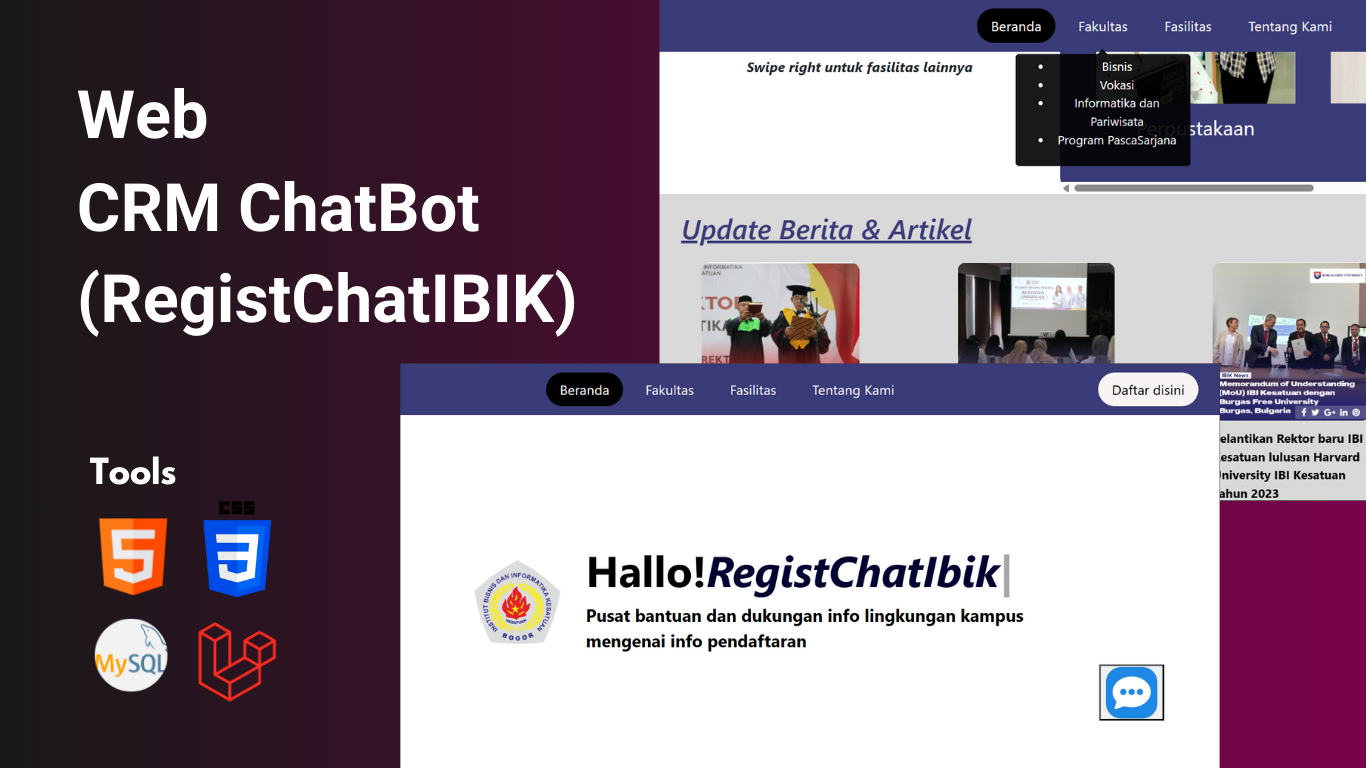 Web
CRM ChatBot
(RegistChatIBIK)
Tools
CSS
MySQL
Beranda
Fakultas
Fasilitas
Tentang Kami
Swipe right untuk fasilitas lainnya
Bisnis
Vokasi
Informatika dan
Pariwisata
Program PascaSarjana
Perpustakaan
Update Berita & Artikel
INFORMATIKA
IBIK News
Memorandum of Understanding
(MoU) IBI Kesatuan dengan
Burgas Free University
Burgas, Bulgaria
elantikan Rektor baru IBI
esatuan lulusan Harvard
niversity IBI Kesatuan
ahun 2023
Beranda
Fakultas
Fasilitas
Tentang Kami
Daftar disini
INSTITUT BISNIS DAN INFORMATIKA KESATUAN
KESATUAN
BOGOR
Hallo!RegistChatIbik|
Pusat bantuan dan dukungan info lingkungan kampus
mengenai info pendaftaran